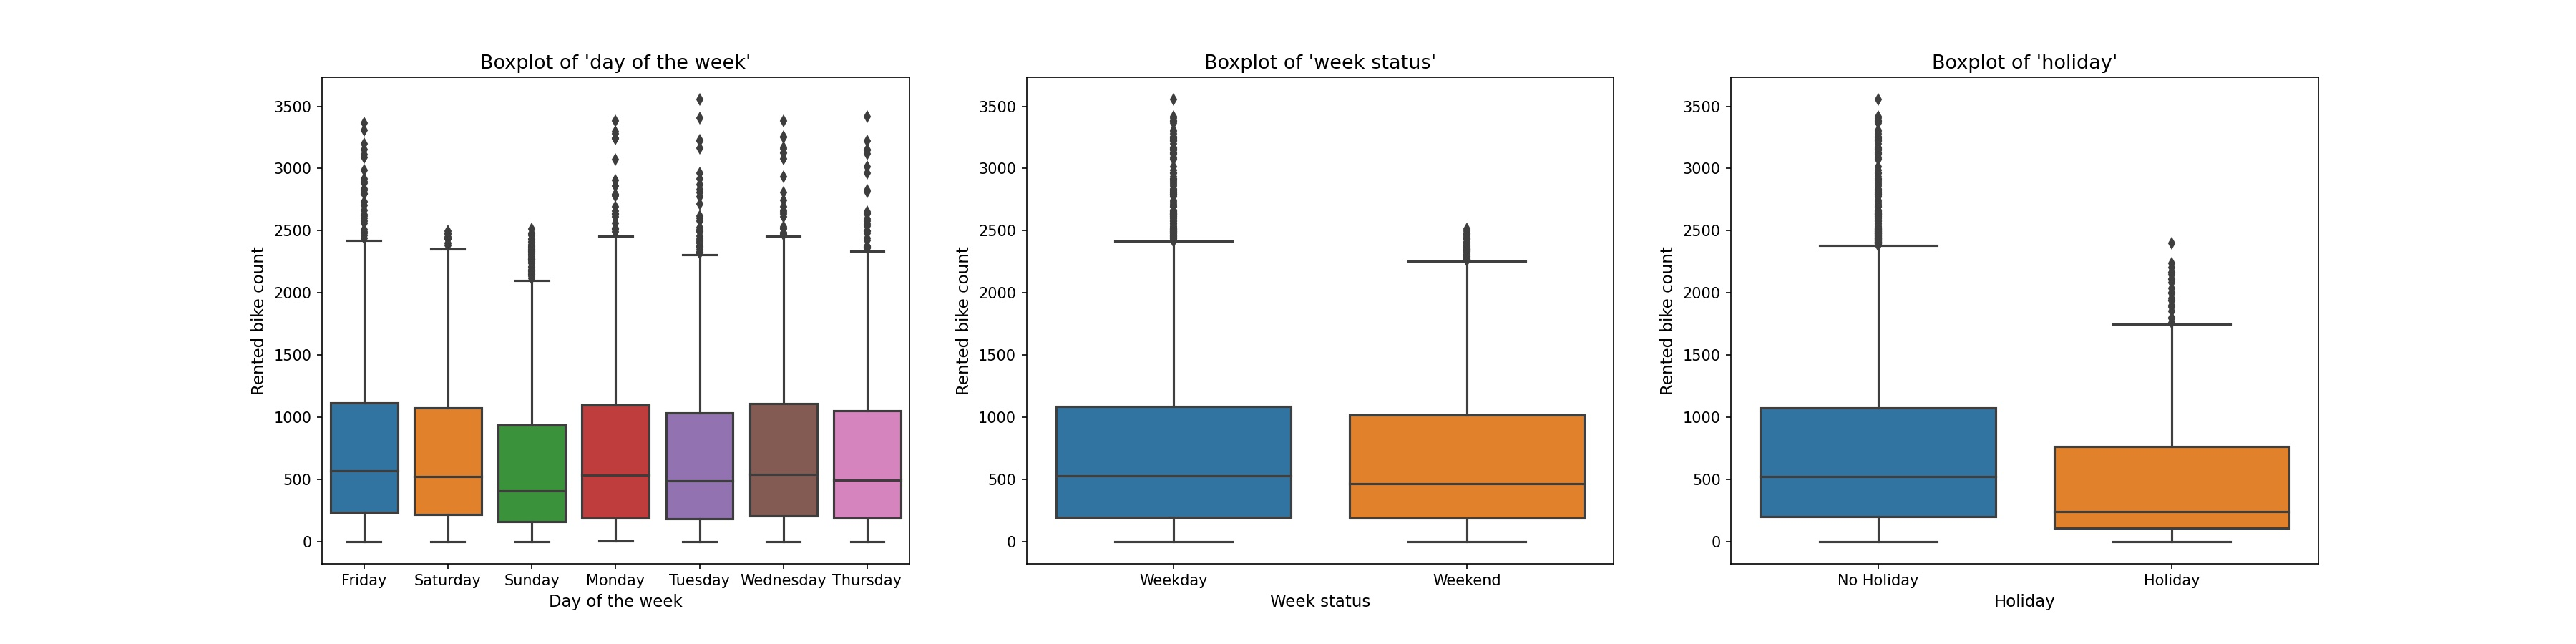 Boxplot of 'day of the week'
Rented bike count
3500
3000
2500
2000
1500
1000
500
0
Friday Saturday Sunday Monday Tuesday Wednesday Thursday
Day of the week
Boxplot of 'week status'
Rented bike count
3500
3000
2500
2000
1500
1000
500
0
Weekday Weekend
Week status
Boxplot of 'holiday'
Rented bike count
3500
3000
2500
2000
1500
1000
500
0
No Holiday Holiday
Holiday